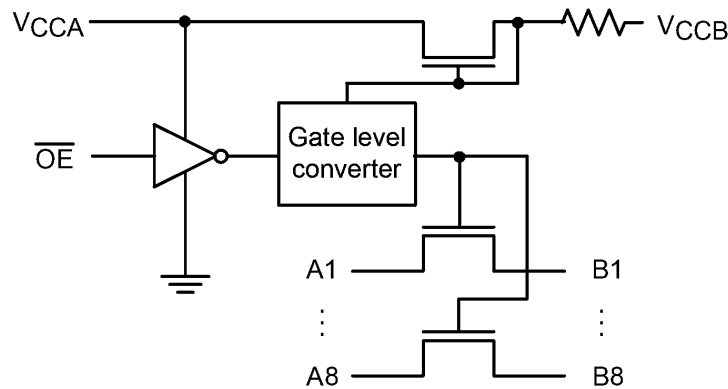 VCCA
VCCB
OE
Gate level
converter
A1
B1
A8
B8